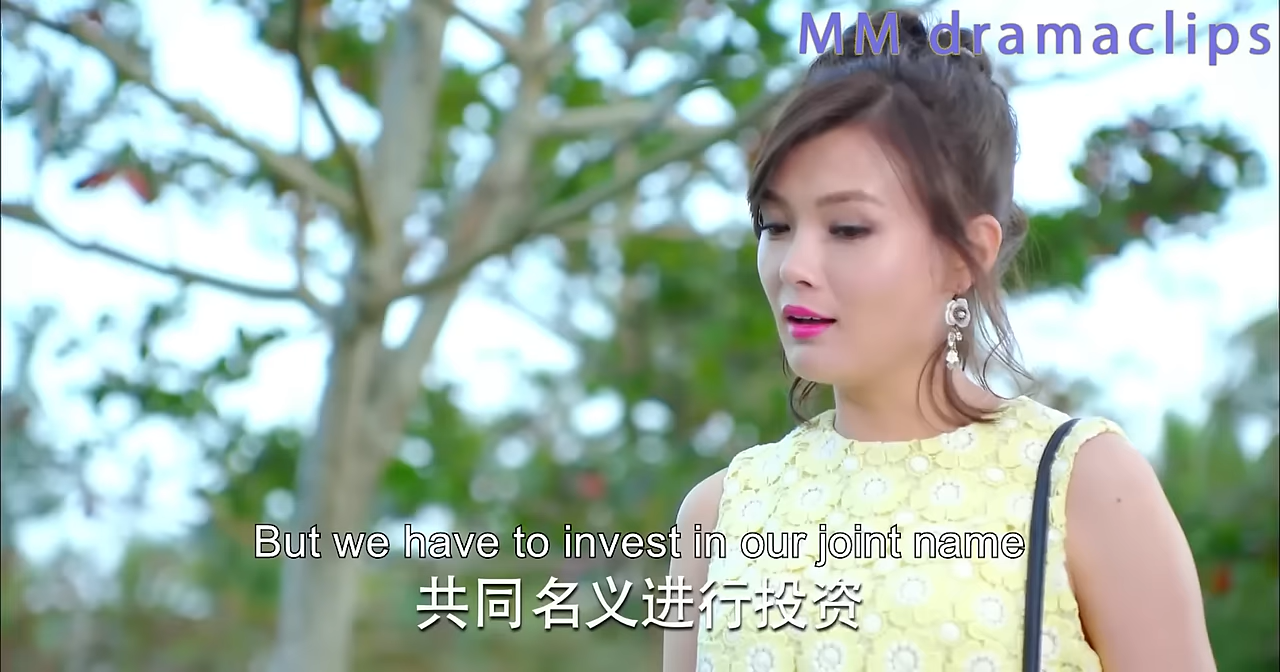 MM dramaclips
But we have to invest in our joint name
共同名义进行投资